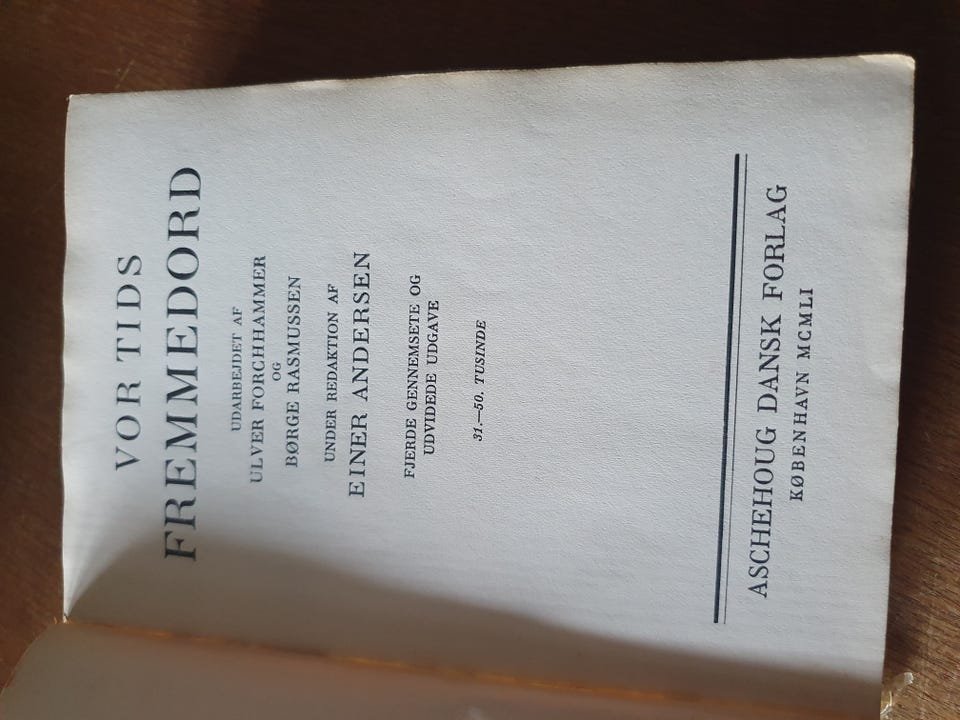 VOR TIDS
FREMMEDORD
UDARBEJDET AF
ULVER FORCHHAMMER
OG
BØRGE RASMUSSEN
UNDER REDAKTION AF
EINER ANDERSEN
FJERDE GENNEMSETE OG
UDVIDEDE UDGAVE
31.—50. TUSINDE
ASCHEHOUG DANSK FORLAG
KØBENHAVN MCMLI